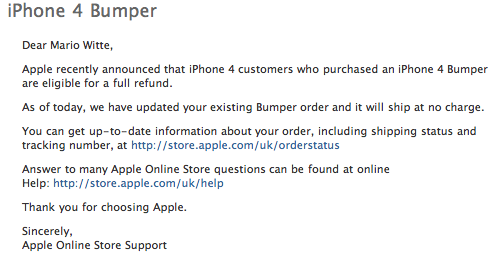 iPhone 4 Bumper
Dear Mario Witte,
Apple recently announced that iPhone 4 customers who purchased an iPhone 4 Bumper
are eligible for a full refund.
As of today, we have updated your existing Bumper order and it will ship at no charge.
You can get up-to-date information about your order, including shipping status and
tracking number, at http://store.apple.com/uk/orderstatus
Answer to many Apple Online Store questions can be found at online
Help: http://store.apple.com/uk/help
Thank you for choosing Apple.
Sincerely,
Apple Online Store Support